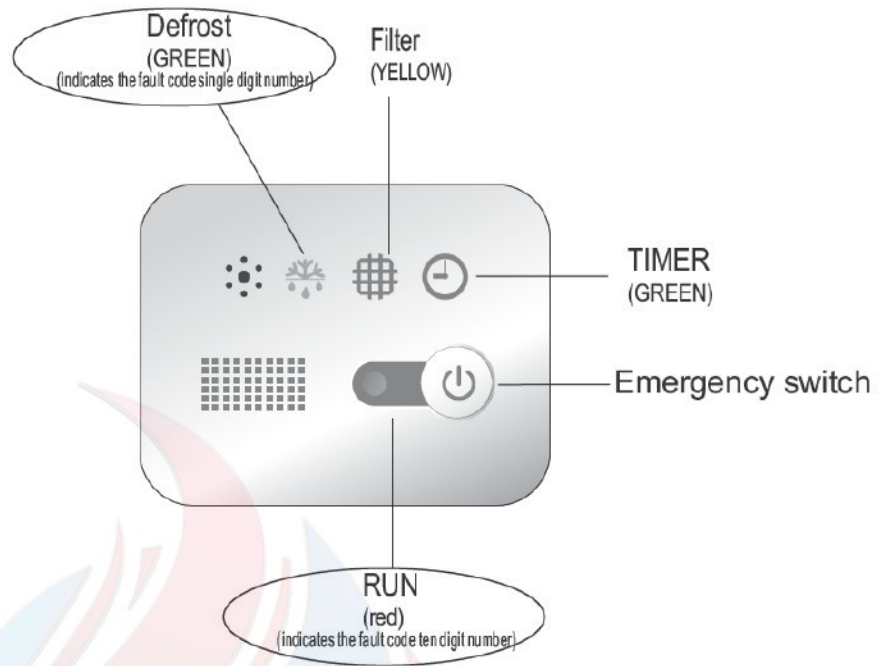 Defrost
(GREEN)
(indicates the fault code single digit number)
Filter
(YELLOW)
TIMER
(GREEN)
Emergency switch
RUN
(red)
(indicates the fault code ten digit number)